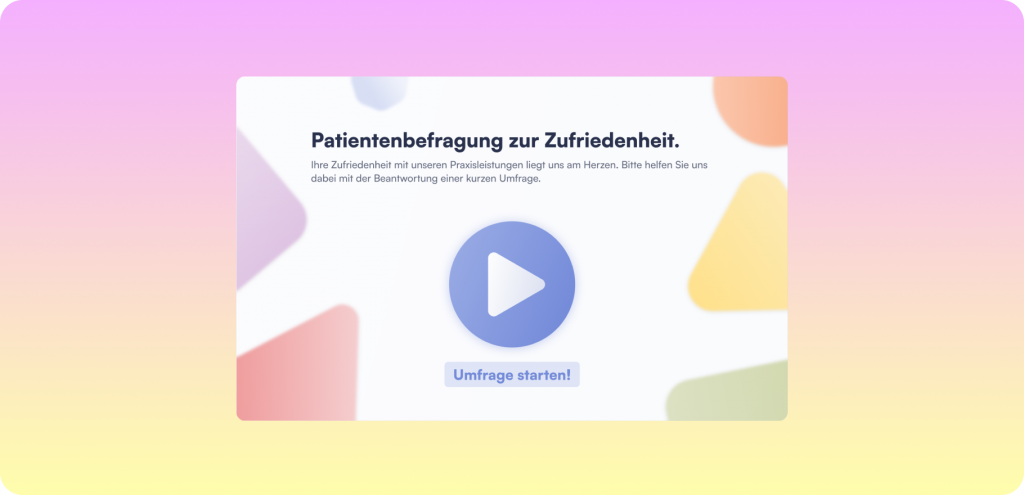 Patientenbefragung zur Zufriedenheit.
Ihre Zufriedenheit mit unseren Praxisleistungen liegt uns am Herzen. Bitte helfen Sie uns
dabei mit der Beantwortung einer kurzen Umfrage.
Umfrage starten!